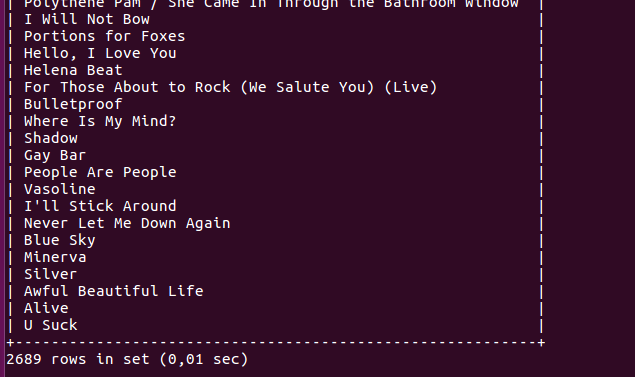 | Polythene Pam / She Came In Through the Bathroom Window |
| I Will Not Bow |
| Portions for Foxes |
| Hello, I Love You |
| Helena Beat |
| For Those About to Rock (We Salute You) (Live) |
| Bulletproof |
| Where Is My Mind? |
| Shadow |
| Gay Bar |
| People Are People |
| Vasoline |
| I'll Stick Around |
| Never Let Me Down Again |
| Blue Sky |
| Minerva |
| Silver |
| Awful Beautiful Life |
| Alive |
| U Suck |
+----------------------------------------------------------+
2689 rows in set (0,01 sec)